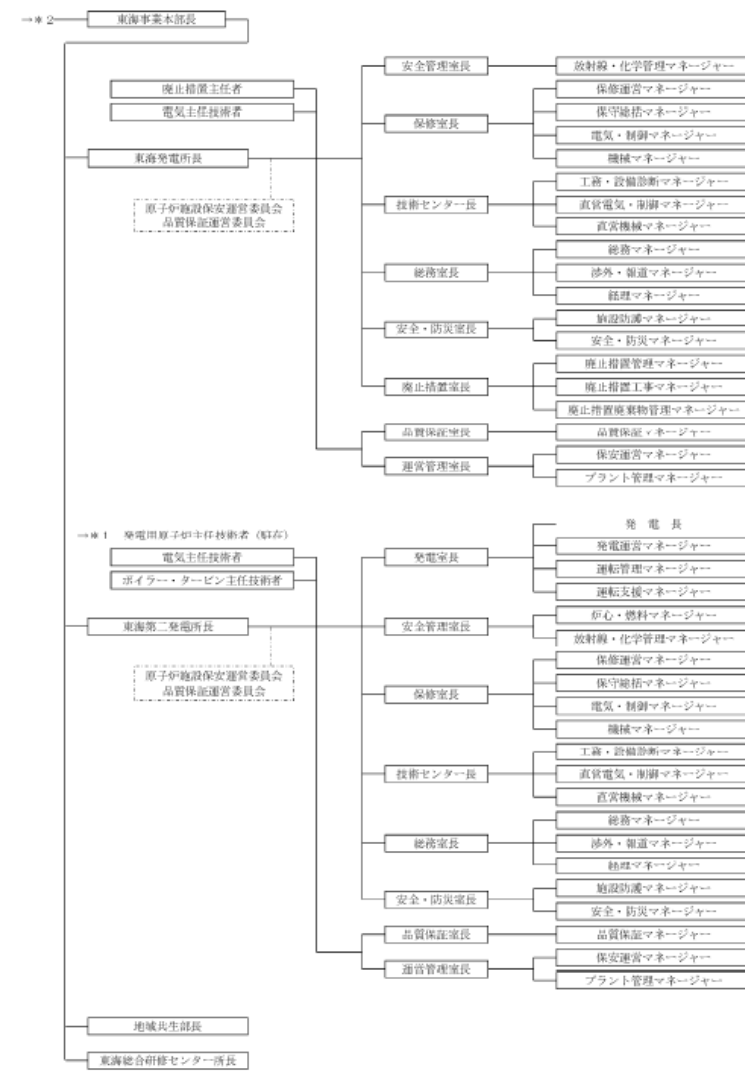 →＊2 東海事業本部長
安全管理室長 放射線・化学管理マネージャー
廃止措置主任者 保修運営マネージャー
電気主任技術者 保守総括マネージャー
保修室長
電気・制御マネージャー
東海発電所長 機械マネージャー
工務・設備診断マネージャー
原子炉施設保安運営委員会 技術センター長 直営電気・制御マネージャー
品質保証運営委員会 直営機械マネージャー
総務マネージャー
総務室長 渉外・報道マネージャー
経理マネージャー
施設防護マネージャー
安全・防災室長
安全・防災マネージャー
廃止措置管理マネージャー
廃止措置室長 廃止措置工事マネージャー
廃止措置廃棄物管理マネージャー
品質保証室長 品質保証マネージャー
保安運営マネージャー
運営管理室長
プラント管理マネージャー
発電長
→＊1 発電用原子炉主任技術者（駐在）
発電運営マネージャー
電気主任技術者 発電室長
運転管理マネージャー
ボイラー・タービン主任技術者
運転支援マネージャー
炉心・燃料マネージャー
東海第二発電所長 安全管理室長
放射線・化学管理マネージャー
保修運営マネージャー
原子炉施設保安運営委員会 保守総括マネージャー
品質保証運営委員会 保修室長
電気・制御マネージャー
機械マネージャー
工務・設備診断マネージャー
技術センター長 直営電気・制御マネージャー
直営機械マネージャー
総務マネージャー
総務室長 渉外・報道マネージャー
経理マネージャー
施設防護マネージャー
安全・防災室長
安全・防災マネージャー
品質保証室長 品質保証マネージャー
保安運営マネージャー
運営管理室長
プラント管理マネージャー
地域共生部長
東海総合研修センター所長